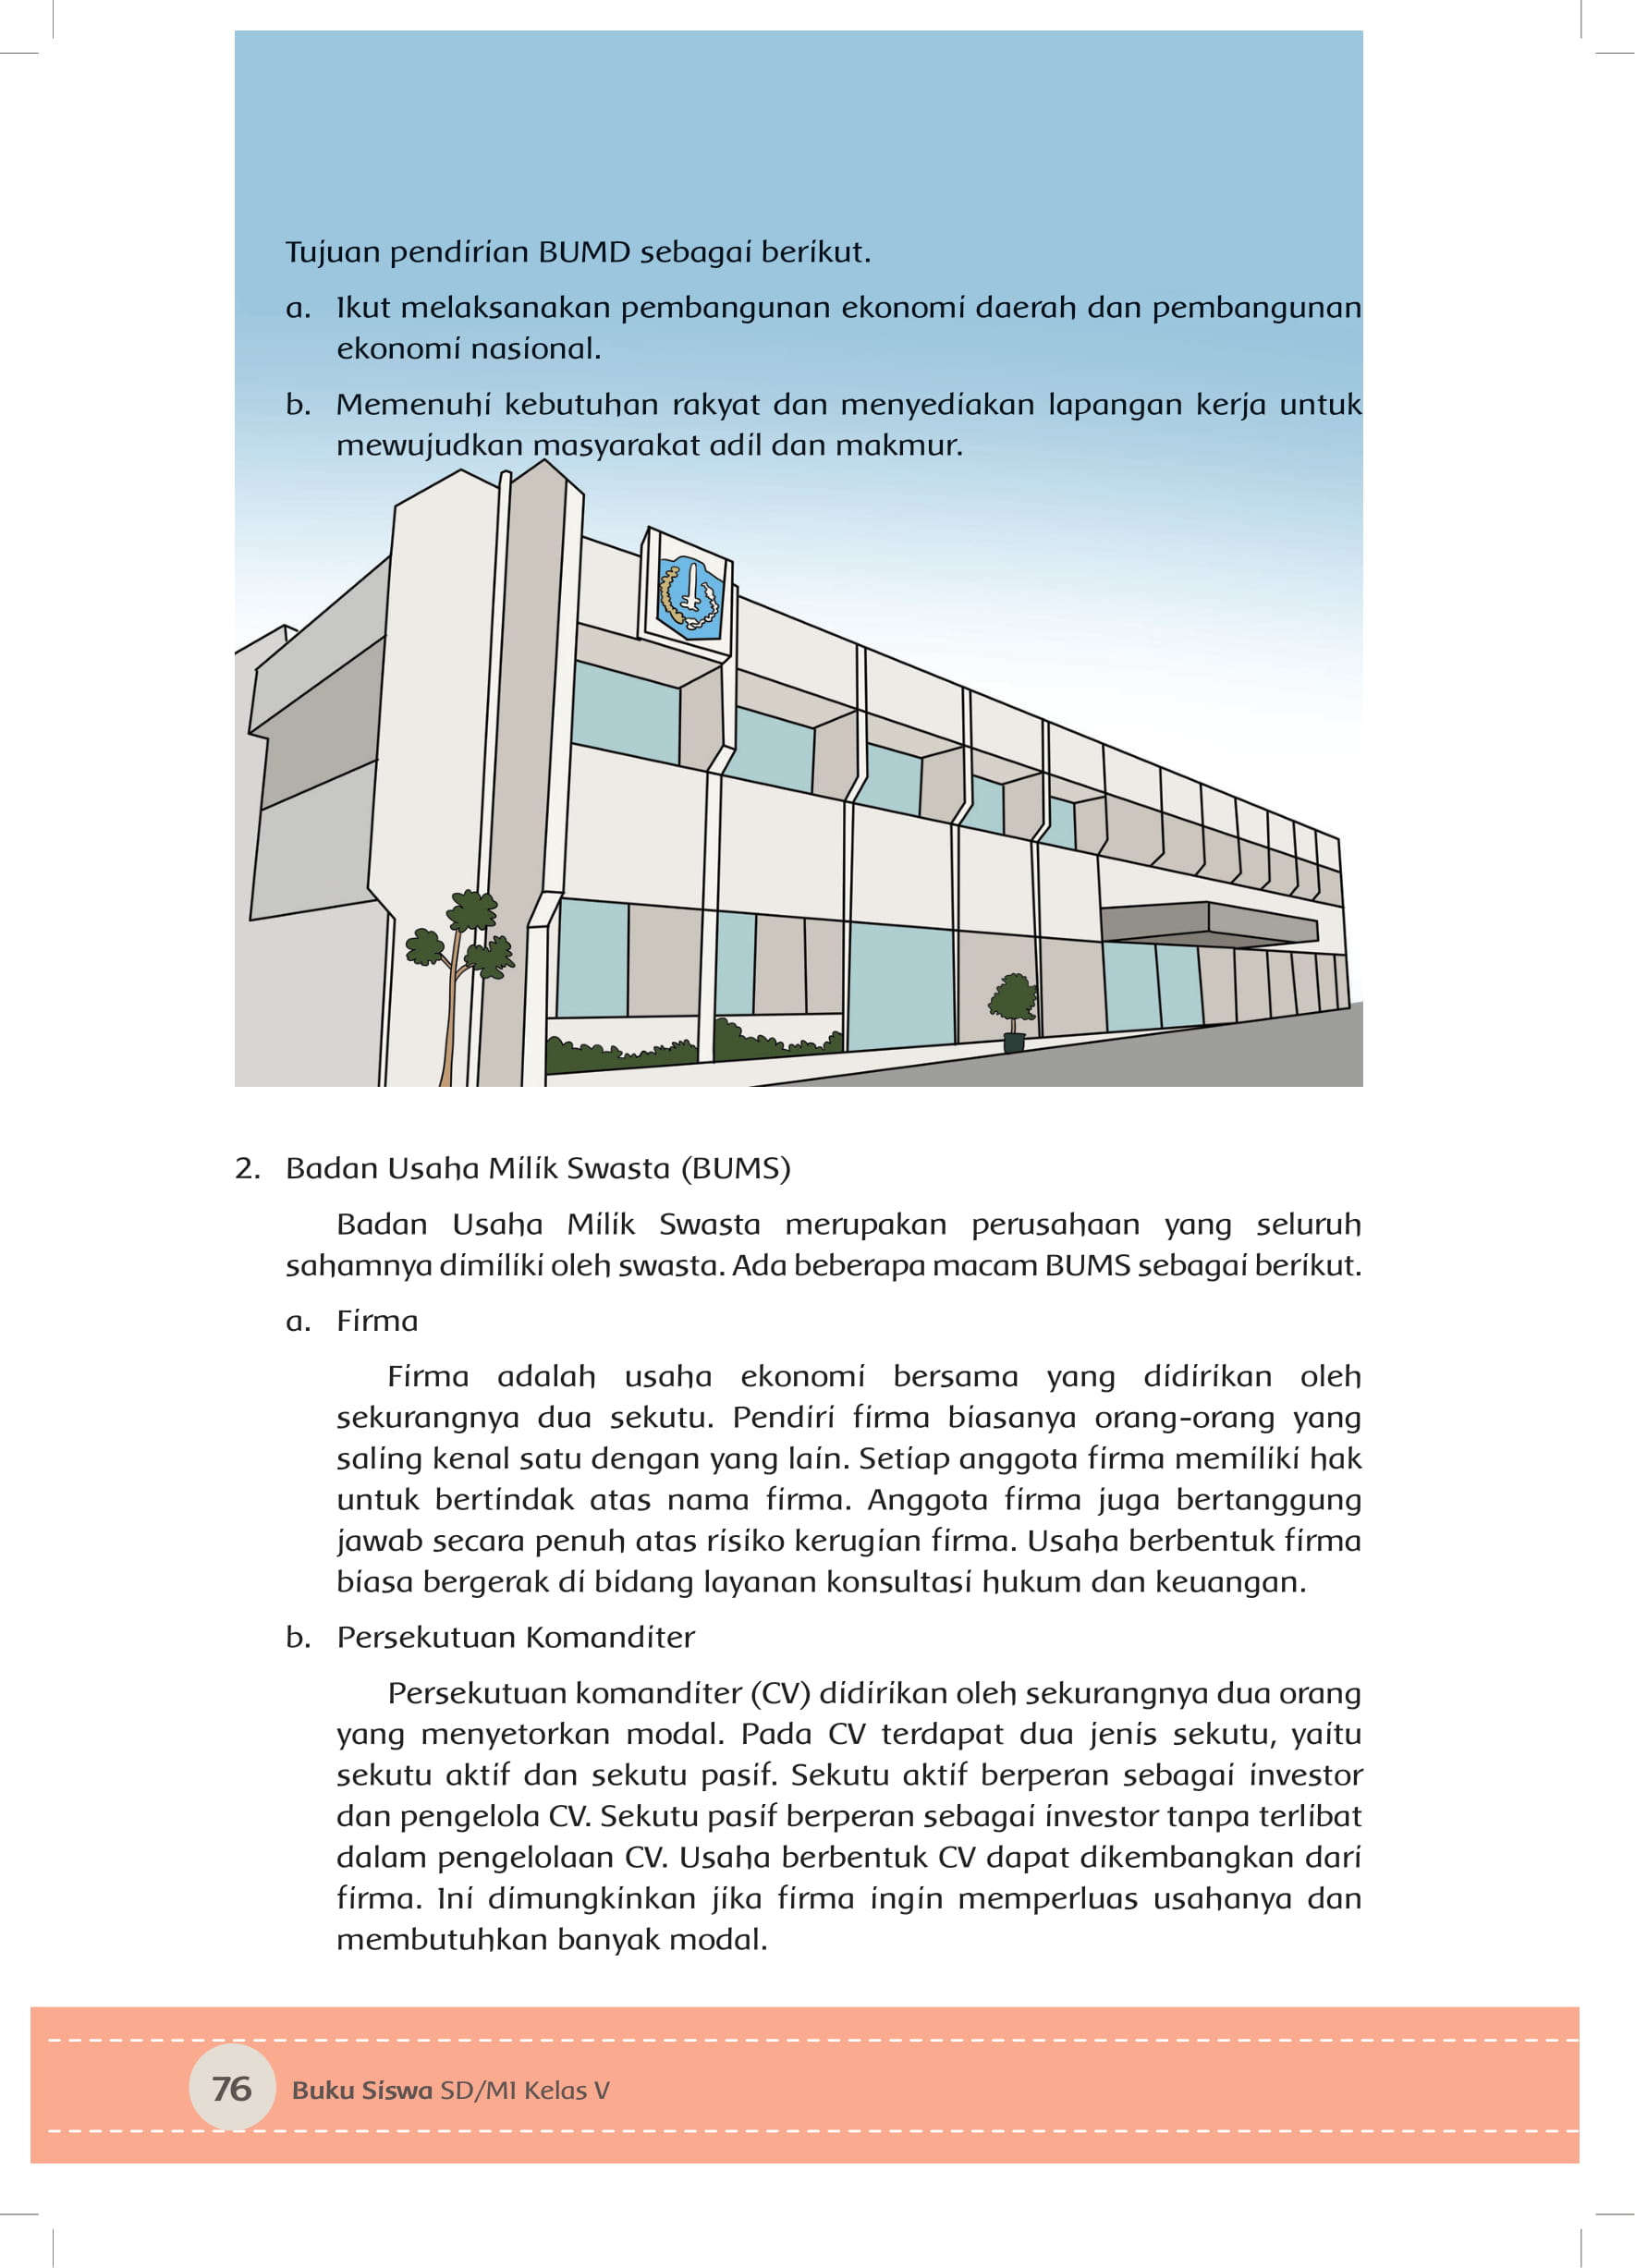 Tujuan pendirian BUMD sebagai berikut.
a. Ikut melaksanakan pembangunan ekonomi daerah dan pembangunan
ekonomi nasional.
b. Memenuhi kebutuhan rakyat dan menyediakan lapangan kerja untuk
mewujudkan masyarakat adil dan makmur.
2. Badan Usaha Milik Swasta (BUMS)
Badan Usaha Milik Swasta merupakan perusahaan yang seluruh
sahamnya dimiliki oleh swasta. Ada beberapa macam BUMS sebagai berikut.
a. Firma
Firma adalah usaha ekonomi bersama yang didirikan oleh
sekurangnya dua sekutu. Pendiri firma biasanya orang-orang yang
saling kenal satu dengan yang lain. Setiap anggota firma memiliki hak
untuk bertindak atas nama firma. Anggota firma juga bertanggung
jawab secara penuh atas risiko kerugian firma. Usaha berbentuk firma
biasa bergerak di bidang layanan konsultasi hukum dan keuangan.
b. Persekutuan Komanditer
Persekutuan komanditer (CV) didirikan oleh sekurangnya dua orang
yang menyetorkan modal. Pada CV terdapat dua jenis sekutu, yaitu
sekutu aktif dan sekutu pasif. Sekutu aktif berperan sebagai investor
dan pengelola CV. Sekutu pasif berperan sebagai investor tanpa terlibat
dalam pengelolaan CV. Usaha berbentuk CV dapat dikembangkan dari
firma. Ini dimungkinkan jika firma ingin memperluas usahanya dan
membutuhkan banyak modal.
76 Buku Siswa SD/MI Kelas V